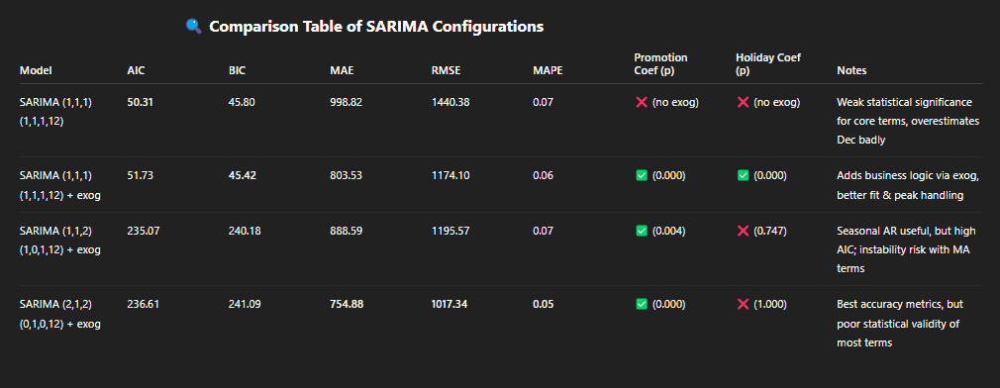 🔍 Comparison Table of SARIMA Configurations
Model AIC BIC MAE RMSE MAPE Promotion Coef (p) Holiday Coef (p) Notes
SARIMA (1,1,1) 50.31 45.80 998.82 1440.38 0.07 ❌ (no exog) ❌ (no exog) Weak statistical significance
(1,1,1,12) for core terms, overestimates
Dec badly
SARIMA (1,1,1) 51.73 45.42 803.53 1174.10 0.06 ✅ (0.000) ✅ (0.000) Adds business logic via exog,
(1,1,1,12) + exog better fit & peak handling
SARIMA (1,1,2) 235.07 240.18 888.59 1195.57 0.07 ✅ (0.004) ❌ (0.747) Seasonal AR useful, but high
(1,0,1,12) + exog AIC; instability risk with MA
terms
SARIMA (2,1,2) 236.61 241.09 754.88 1017.34 0.05 ✅ (0.000) ❌ (1.000) Best accuracy metrics, but
(0,1,0,12) + exog poor statistical validity of
most terms